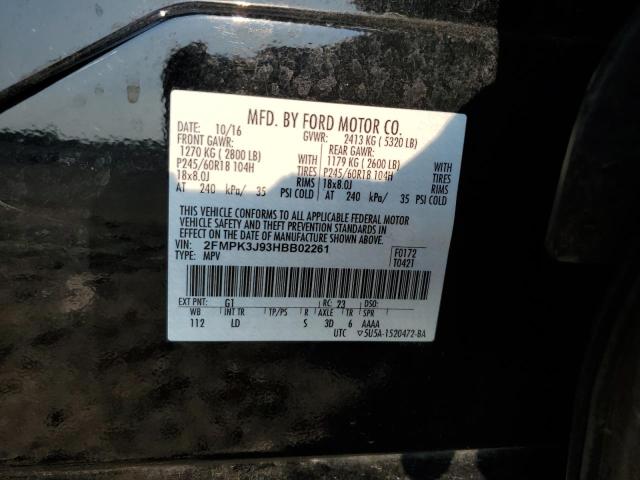 MFD. BY FORD MOTOR CO.
DATE: 10/16 GVWR: 2413 KG ( 5320 LB)
FRONT GAWR: REAR GAWR:
1270 KG ( 2800 LB) WITH 1179 KG ( 2600 LB) WITH
P245/60R18 104H TIRES P245/60R18 104H TIRES
18x8.0J RIMS 18x8.0J RIMS
AT 240 kPa/ 35 PSI COLD AT 240 kPa/ 35 PSI COLD
THIS VEHICLE CONFORMS TO ALL APPLICABLE FEDERAL MOTOR
VEHICLE SAFETY AND THEFT PREVENTION STANDARDS IN
EFFECT ON THE DATE OF MANUFACTURE SHOWN ABOVE.
VIN: 2FMPK3J93HBB02261 F0172
TYPE: MPV T0421
EXT PNT: G1 RC: 23 DSO:
WB INT TR TP/PS R AXLE TR SPR
112 LD S 3D 6 AAAA
UTC ▽5U5A-1520472-BA